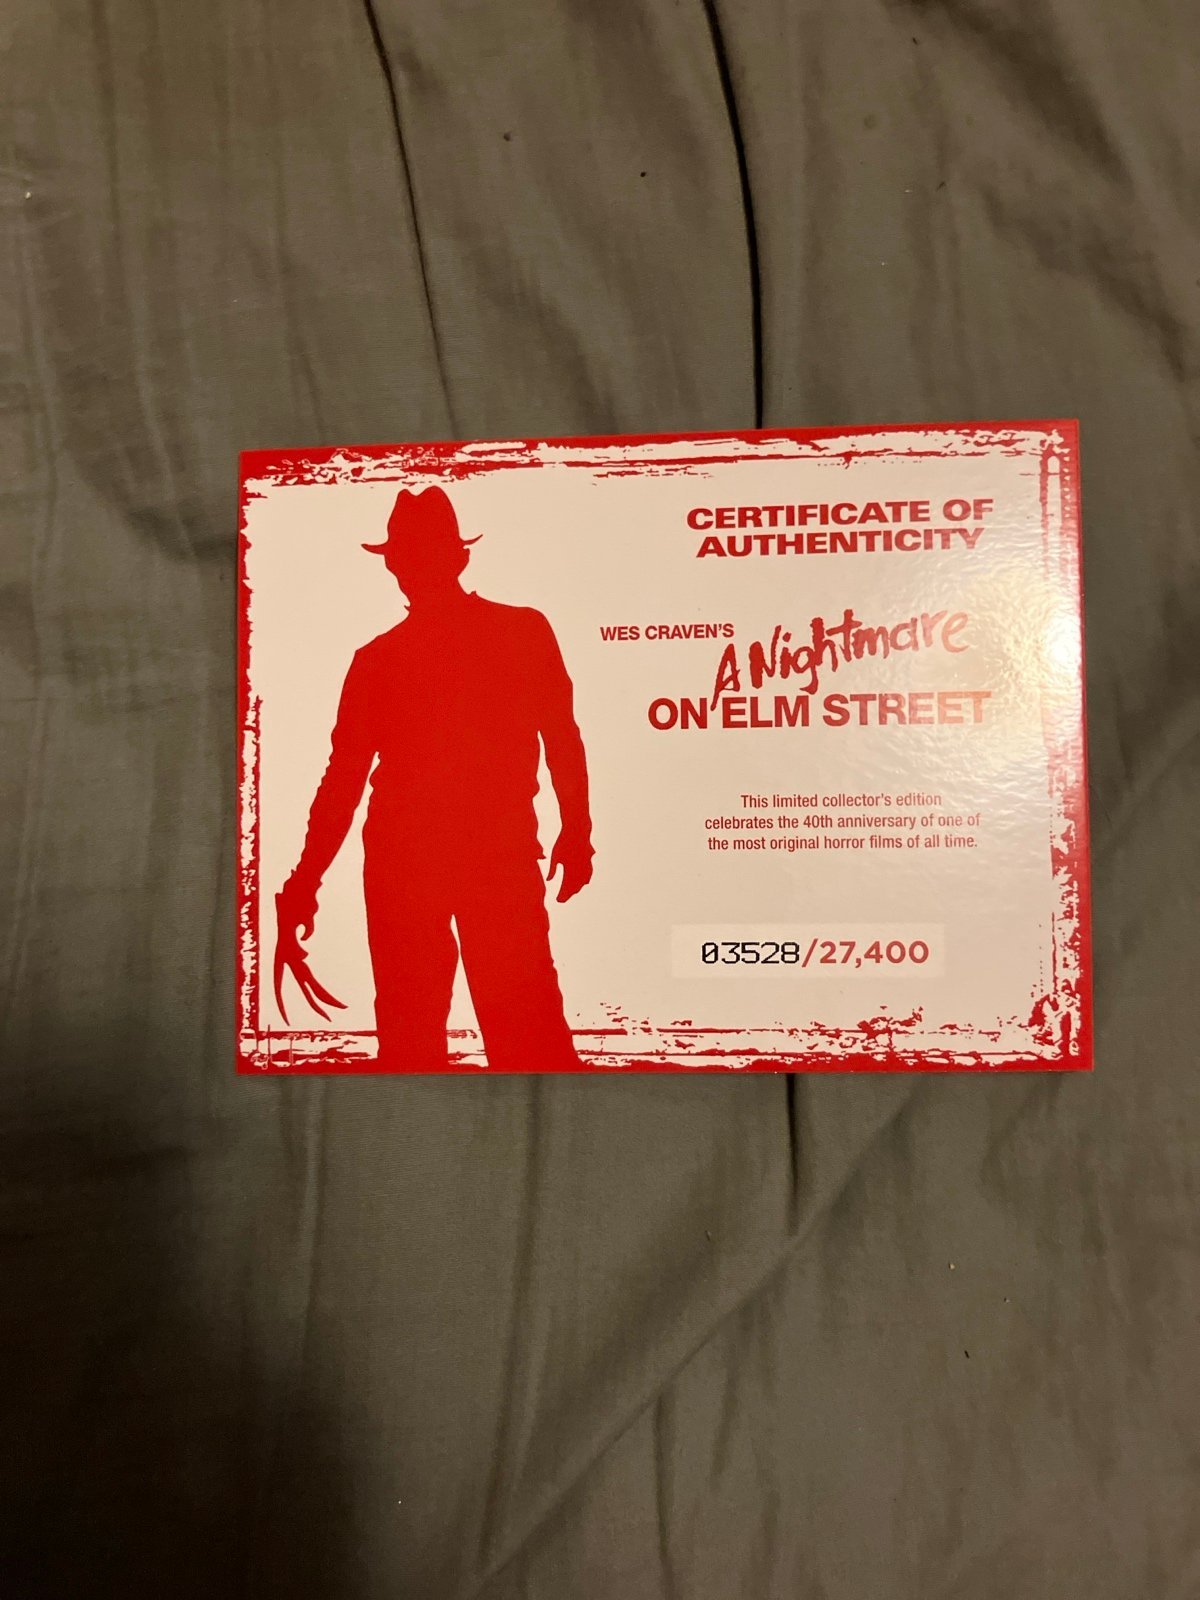 CERTIFICATE OF
AUTHENTICITY
WES CRAVEN'S
A Nightmare
ON ELM STREET
This limited collector's edition
celebrates the 40th anniversary of one of
the most original horror films of all time.
03528/27,400